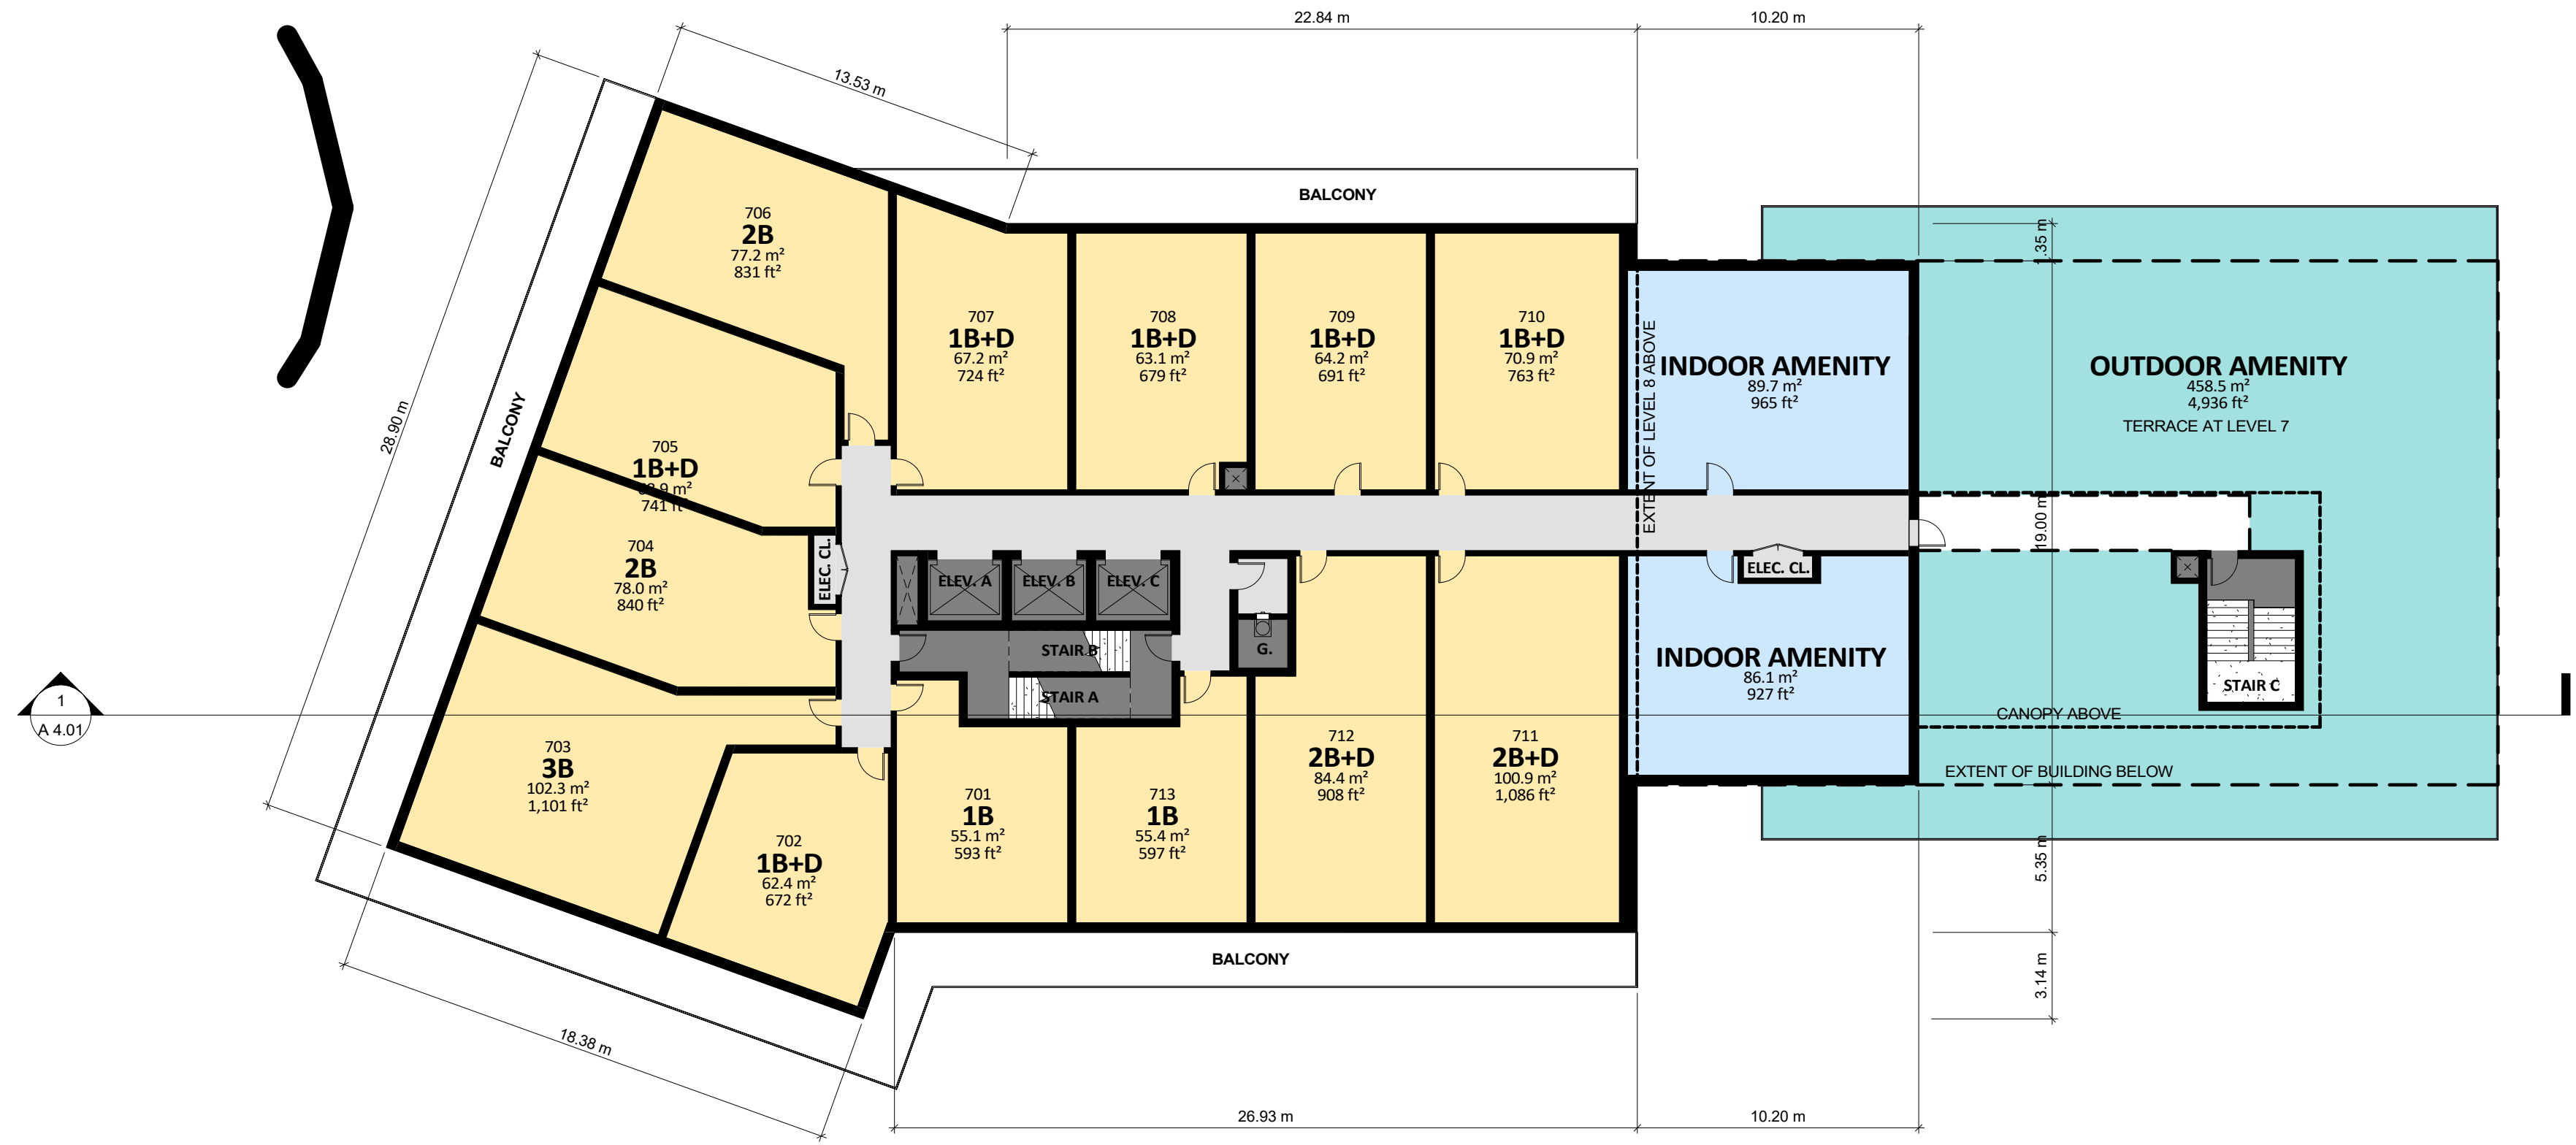 22.84 m
10.20 m
13.53 m
28.90 m
BALCONY
BALCONY
706
2B
77.2 m²
831 ft²
707
1B+D
67.2 m²
724 ft²
708
1B+D
63.1 m²
679 ft²
709
1B+D
64.2 m²
691 ft²
710
1B+D
70.9 m²
763 ft²
EXTENT OF LEVEL 8 ABOVE
INDOOR AMENITY
89.7 m²
965 ft²
OUTDOOR AMENITY
458.5 m²
4,936 ft²
TERRACE AT LEVEL 7
.35 m
19.00 m
705
1B+D
m²
741 ft
704
2B
78.0 m²
840 ft²
ELEC. CL.
ELEV. A
ELEV. B
ELEV. C
STAIR B
STAIR A
G.
ELEC. CL.
INDOOR AMENITY
86.1 m²
927 ft²
STAIR C
CANOPY ABOVE
EXTENT OF BUILDING BELOW
1
A 4.01
703
3B
102.3 m²
1,101 ft²
702
1B+D
62.4 m²
672 ft²
701
1B
55.1 m²
593 ft²
713
1B
55.4 m²
597 ft²
712
2B+D
84.4 m²
908 ft²
711
2B+D
100.9 m²
1,086 ft²
5.35 m
3.14 m
BALCONY
18.38 m
26.93 m
10.20 m